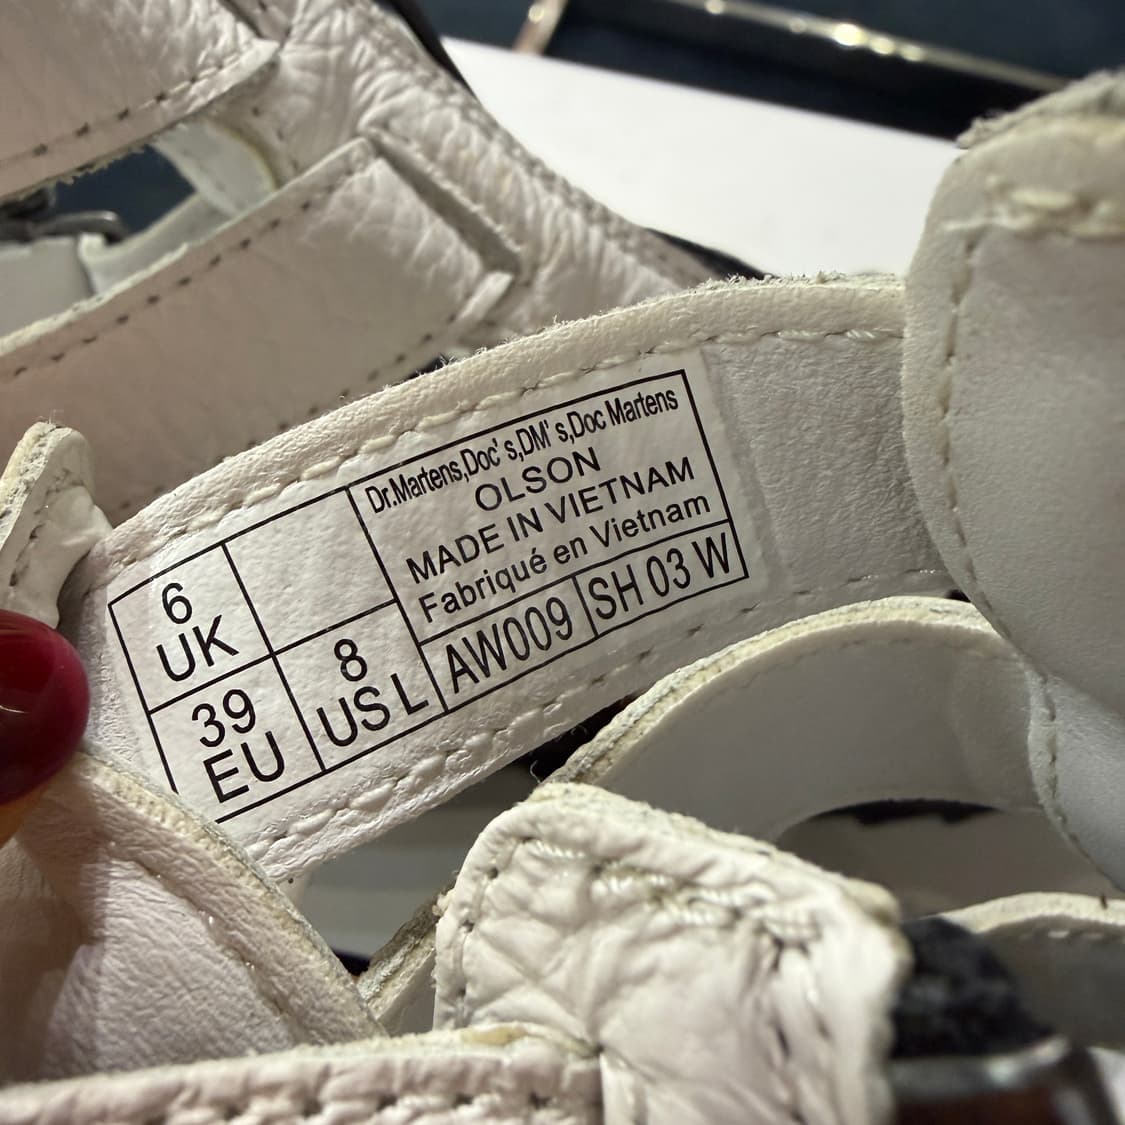 Dr.Martens,Doc's,DM's,Doc Martens
OLSON
MADE IN VIETNAM
Fabriqué en Vietnam
6
UK
39
EU
8
US L
AW009
SH 03 W